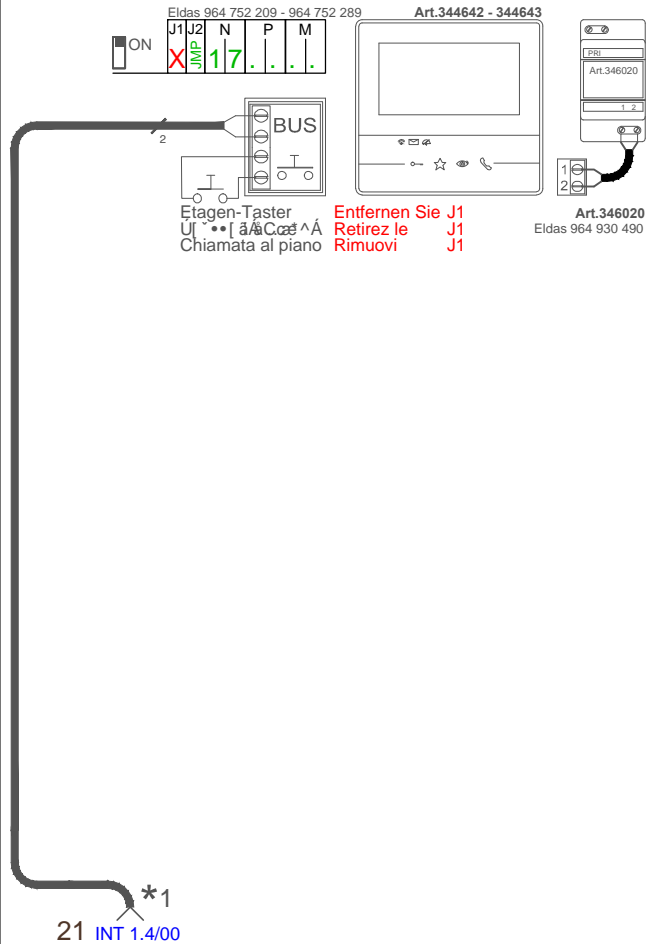 Eldas 964 752 209 - 964 752 289 Art.344642 - 344643
ON
J1 J2 N P M
X JMP 1 7 . . . .
PRI
Art.346020
1 2
BUS
2
1
2
Etagen-Taster Entfernen Sie J1
Retirez le J1
Chiamata al piano Rimuovi J1
Art.346020
Eldas 964 930 490
*1
21 INT 1.4/00